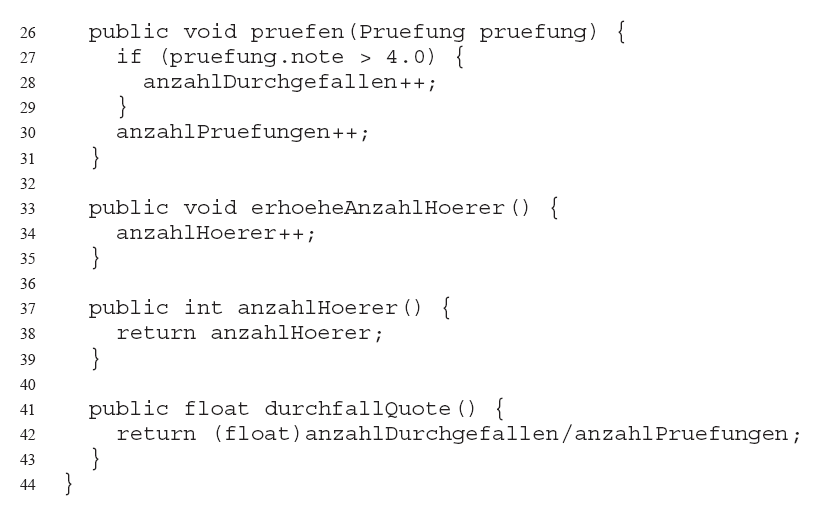 26 public void pruefen(Pruefung pruefung) {
27 if (pruefung.note > 4.0) {
28 anzahlDurchgefallen++;
29 }
30 anzahlPruefungen++;
31 }
32
33 public void erhoeheAnzahlHoerer() {
34 anzahlHoerer++;
35 }
36
37 public int anzahlHoerer() {
38 return anzahlHoerer;
39 }
40
41 public float durchfallQuote() {
42 return (float)anzahlDurchgefallen/anzahlPruefungen;
43 }
44 }